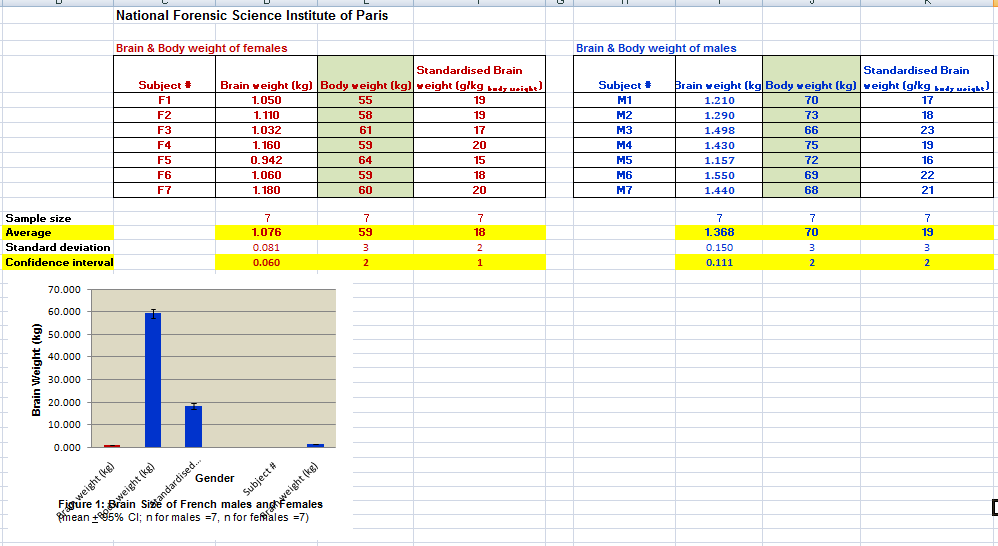 D C D E F G H I J K
National Forensic Science Institute of Paris
Brain & Body weight of females Brain & Body weight of males
Standardised Brain Standardised Brain
Subject # Brain weight (kg) Body weight (kg) weight (g/kg body weight) Subject # Brain weight (kg Body weight (kg) weight (g/kg body weight)
F1 1.050 55 19 M1 1.210 70 17
F2 1.110 58 19 M2 1.290 73 18
F3 1.032 61 17 M3 1.498 66 23
F4 1.160 59 20 M4 1.430 75 19
F5 0.942 64 15 M5 1.157 72 16
F6 1.060 59 18 M6 1.550 69 22
F7 1.180 60 20 M7 1.440 68 21
Sample size 7 7 7 7 7 7
Average 1.076 59 18 1.368 70 19
Standard deviation 0.081 3 2 0.150 3 3
Confidence interval 0.060 2 1 0.111 2 2
70.000
60.000
50.000
40.000
30.000
20.000
10.000
0.000
Brain Weight (kg)
Brain weight (kg)
Body weight (kg)
Standardised...
Subject #
Brain weight (kg)
Gender
Figure 1: Brain Size of French males and Females
(mean + 95% CI; n for males =7, n for females =7)